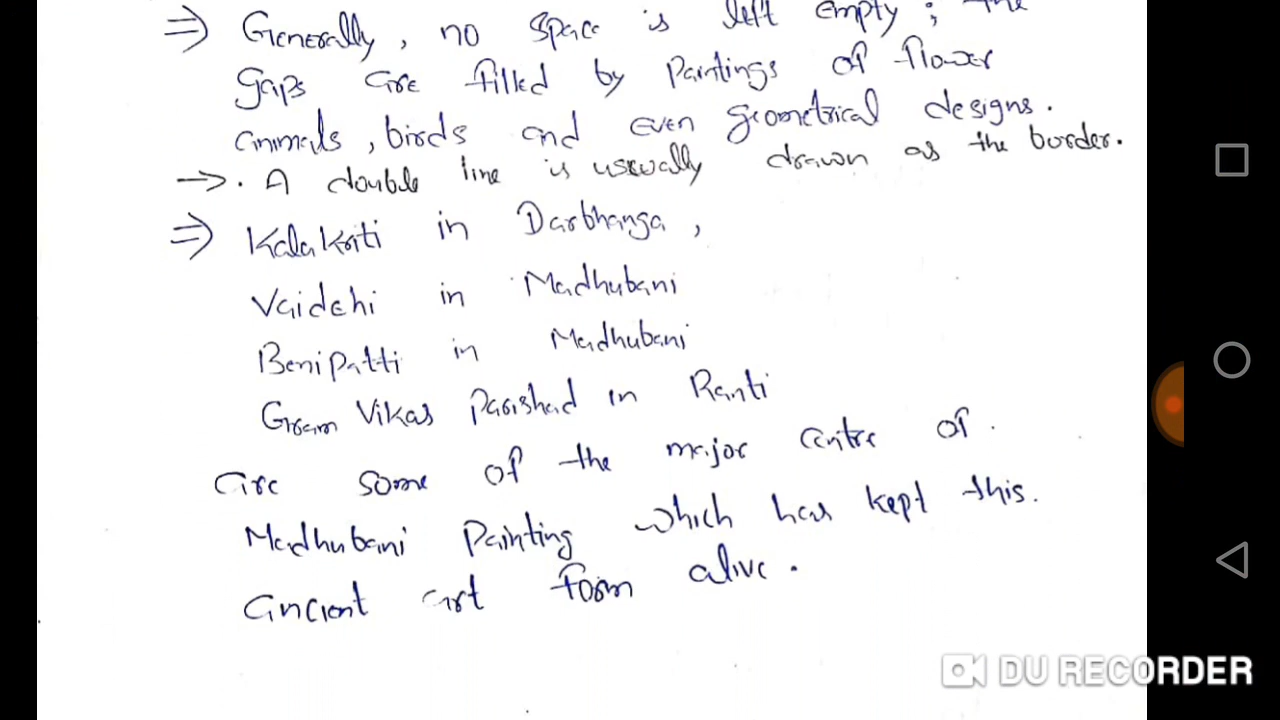 ⇒ Generally, no space is left empty; the
gaps are filled by Paintings of flower
animals, birds and even geometrical designs.
→. A double line is usually drawn as the border.
⇒ Kalakriti in Darbhanga,
Vaidehi in Madhubani
Benipatti in Madhubani
Gram Vikas Parishad in Ranti
are some of the major centre of.
Madhubani Painting which has kept this.
ancient art form alive.
DU RECORDER